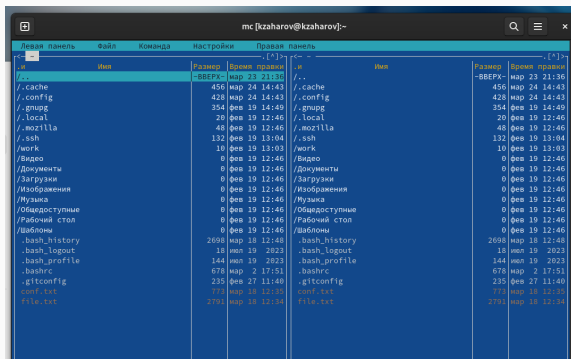 mc [kzaharov@kzaharov]:~
Левая панель Файл Команда Настройки Правая панель
<- ~ .[^]> <- ~ .[^]>
.и Имя Размер Время правки .и Имя Размер Время правки
/.. -ВВЕРХ- мар 23 21:36 /.. -ВВЕРХ- мар 23 21:36
/.cache 456 мар 24 14:43 /.cache 456 мар 24 14:43
/.config 428 мар 24 14:43 /.config 428 мар 24 14:43
/.gnupg 354 фев 19 14:49 /.gnupg 354 фев 19 14:49
/.local 20 фев 19 12:46 /.local 20 фев 19 12:46
/.mozilla 48 фев 19 12:46 /.mozilla 48 фев 19 12:46
/.ssh 132 фев 19 13:04 /.ssh 132 фев 19 13:04
/work 10 фев 19 13:03 /work 10 фев 19 13:03
/Видео 0 фев 19 12:46 /Видео 0 фев 19 12:46
/Документы 0 фев 19 12:46 /Документы 0 фев 19 12:46
/Загрузки 0 фев 19 12:46 /Загрузки 0 фев 19 12:46
/Изображения 0 фев 19 12:46 /Изображения 0 фев 19 12:46
/Музыка 0 фев 19 12:46 /Музыка 0 фев 19 12:46
/Общедоступные 0 фев 19 12:46 /Общедоступные 0 фев 19 12:46
/Рабочий стол 0 фев 19 12:46 /Рабочий стол 0 фев 19 12:46
/Шаблоны 0 фев 19 12:46 /Шаблоны 0 фев 19 12:46
.bash_history 2698 мар 18 12:48 .bash_history 2698 мар 18 12:48
.bash_logout 18 июл 19 2023 .bash_logout 18 июл 19 2023
.bash_profile 144 июл 19 2023 .bash_profile 144 июл 19 2023
.bashrc 678 мар 2 17:51 .bashrc 678 мар 2 17:51
.gitconfig 235 фев 27 11:40 .gitconfig 235 фев 27 11:40
conf.txt 773 мар 18 12:35 conf.txt 773 мар 18 12:35
file.txt 2791 мар 18 12:34 file.txt 2791 мар 18 12:34